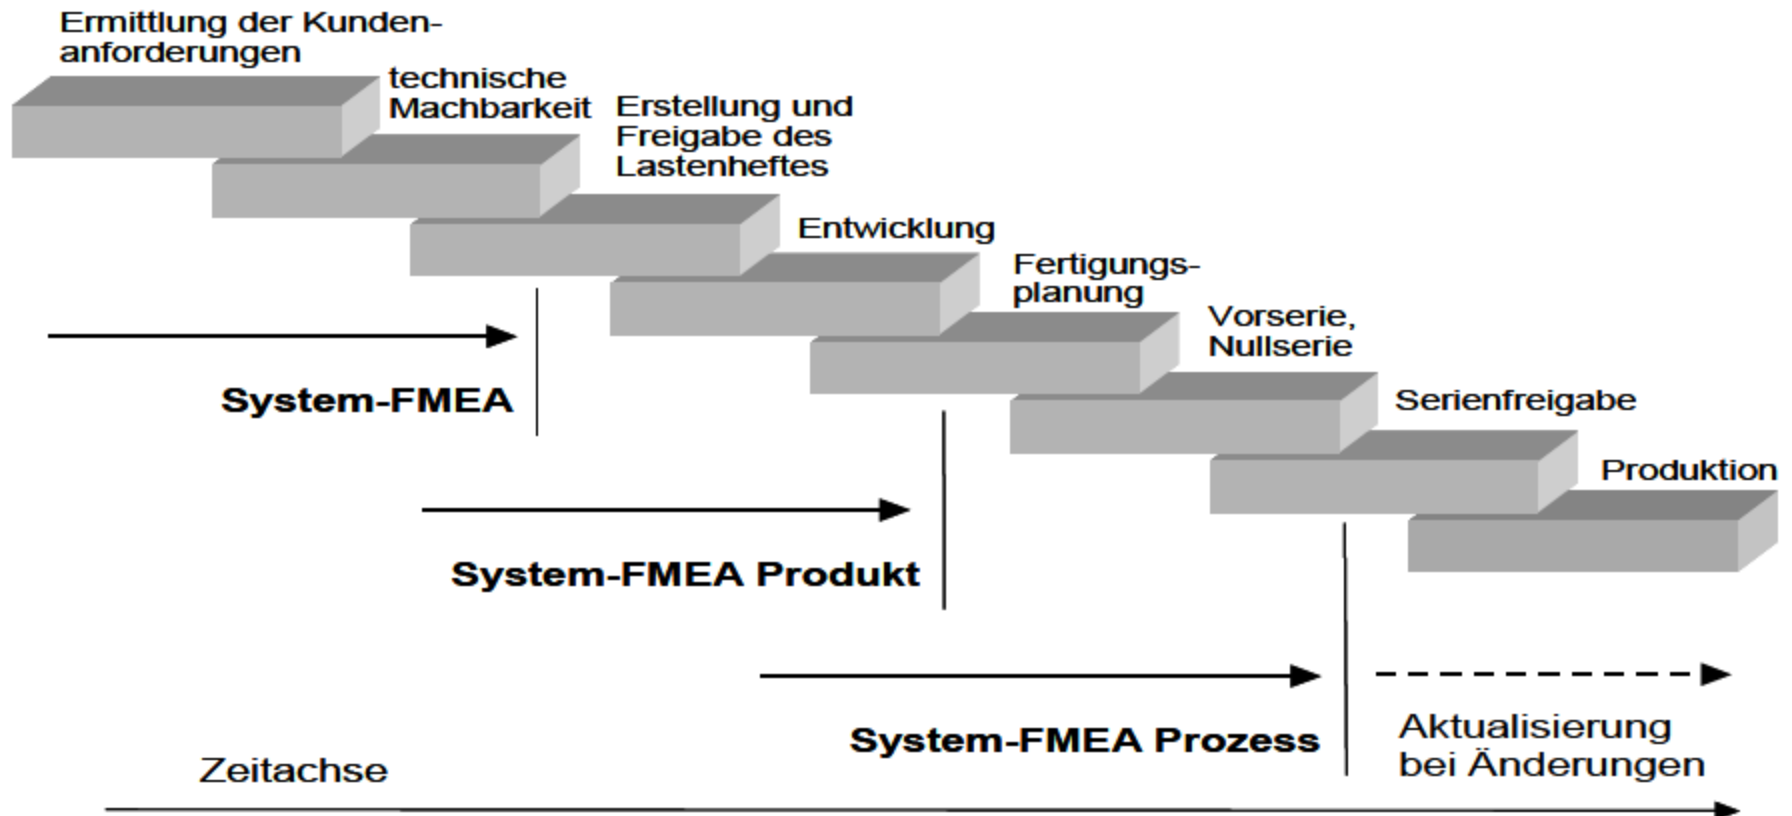 Ermittlung der Kunden-
anforderungen
technische
Machbarkeit
Erstellung und
Freigabe des
Lastenheftes
Entwicklung
Fertigungs-
planung
Vorserie,
Nullserie
Serienfreigabe
Produktion
System-FMEA
System-FMEA Produkt
System-FMEA Prozess
Aktualisierung
bei Änderungen
Zeitachse